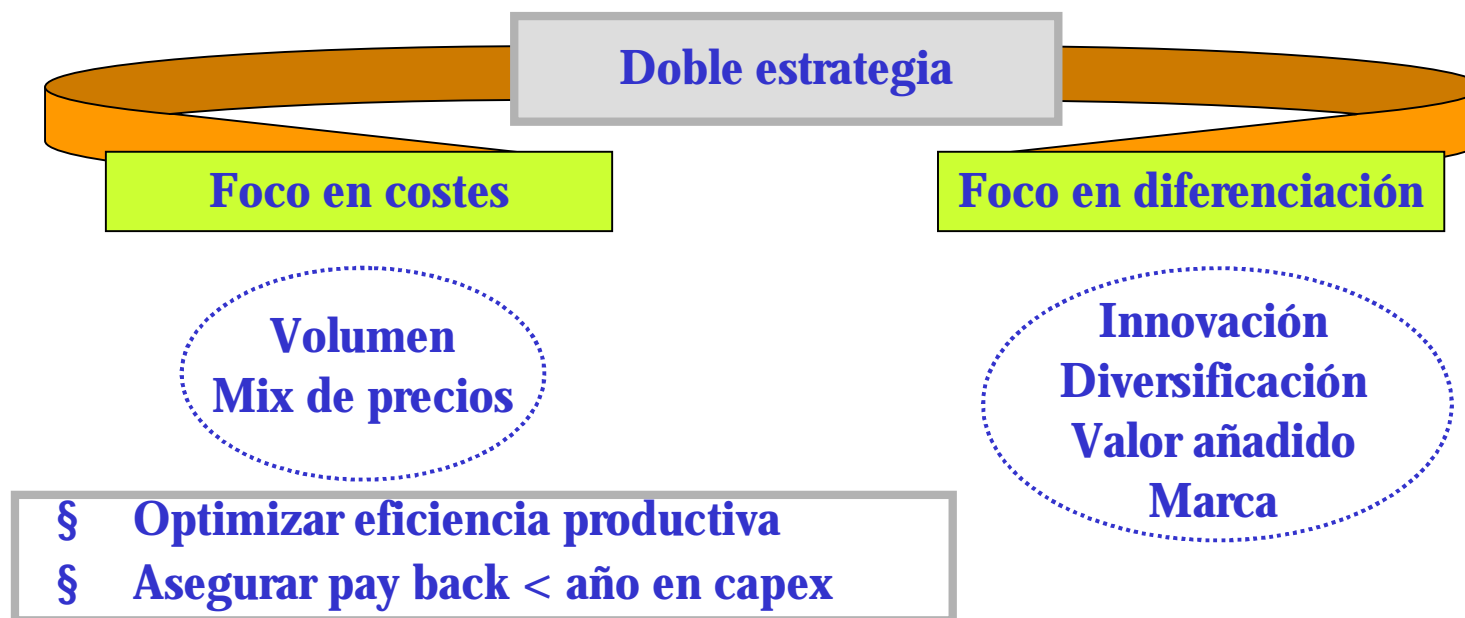 Doble estrategia
Foco en costes
Foco en diferenciación
Volumen
Mix de precios
Innovación
Diversificación
Valor añadido
Marca
§ Optimizar eficiencia productiva
§ Asegurar pay back < año en capex